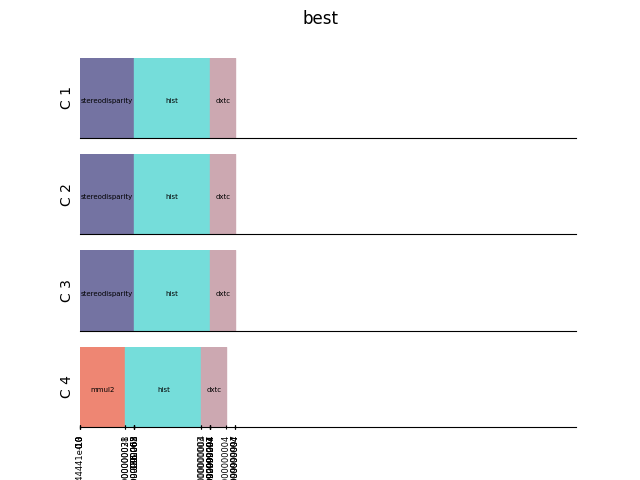 best
C 1
stereodisparity hist dxtc
C 2
stereodisparity hist dxtc
C 3
stereodisparity hist dxtc
C 4
mmul2 hist dxtc